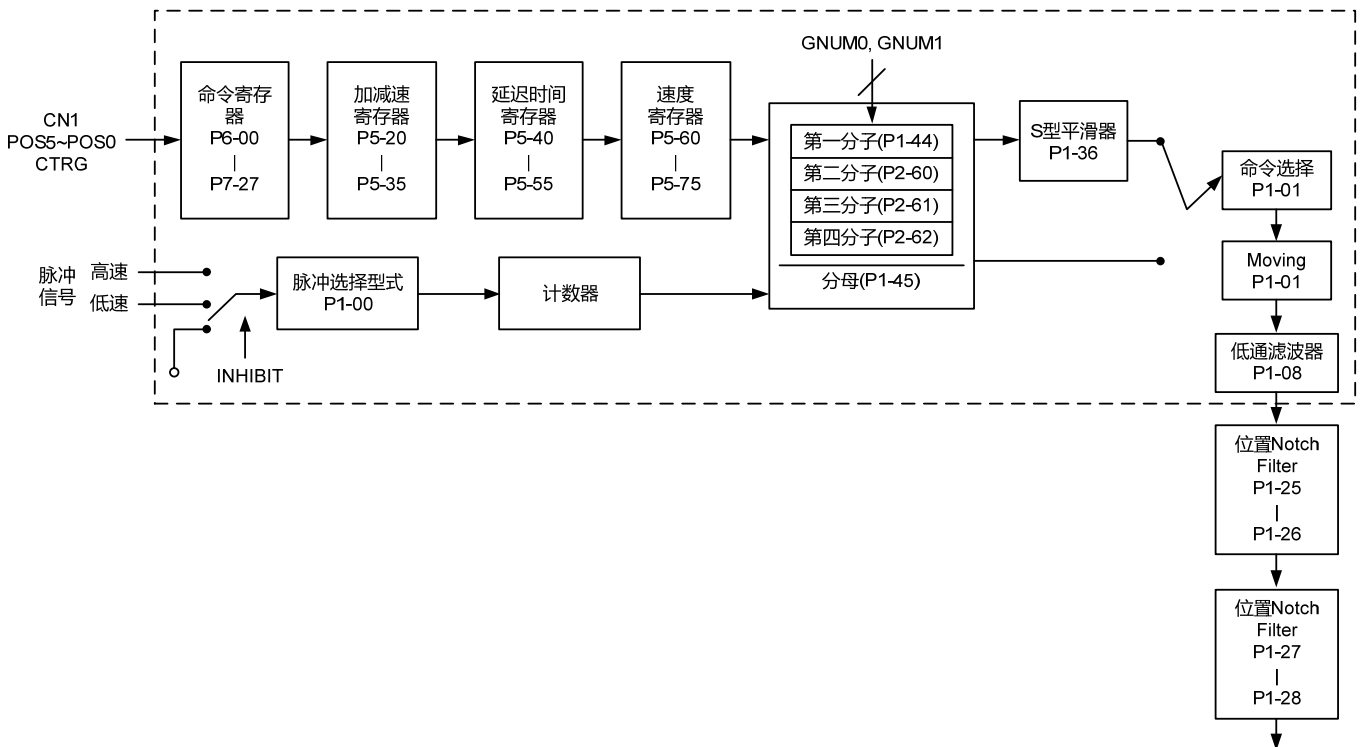 GNUM0, GNUM1
CN1
POS5~POS0
CTRG
命令寄存
器
P6-00
|
P7-27
加减速
寄存器
P5-20
|
P5-35
延迟时间
寄存器
P5-40
|
P5-55
速度
寄存器
P5-60
|
P5-75
第一分子(P1-44)
第二分子(P2-60)
第三分子(P2-61)
第四分子(P2-62)
分母(P1-45)
S型平滑器
P1-36
命令选择
P1-01
Moving
P1-01
低通滤波器
P1-08
脉冲
信号
高速
低速
INHIBIT
脉冲选择型式
P1-00
计数器
位置Notch
Filter
P1-25
|
P1-26
位置Notch
Filter
P1-27
|
P1-28